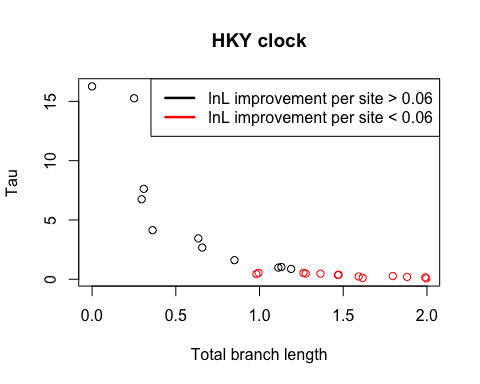 HKY clock
lnL improvement per site > 0.06
lnL improvement per site < 0.06
Tau
15
10
5
0
0.0 0.5 1.0 1.5 2.0
Total branch length